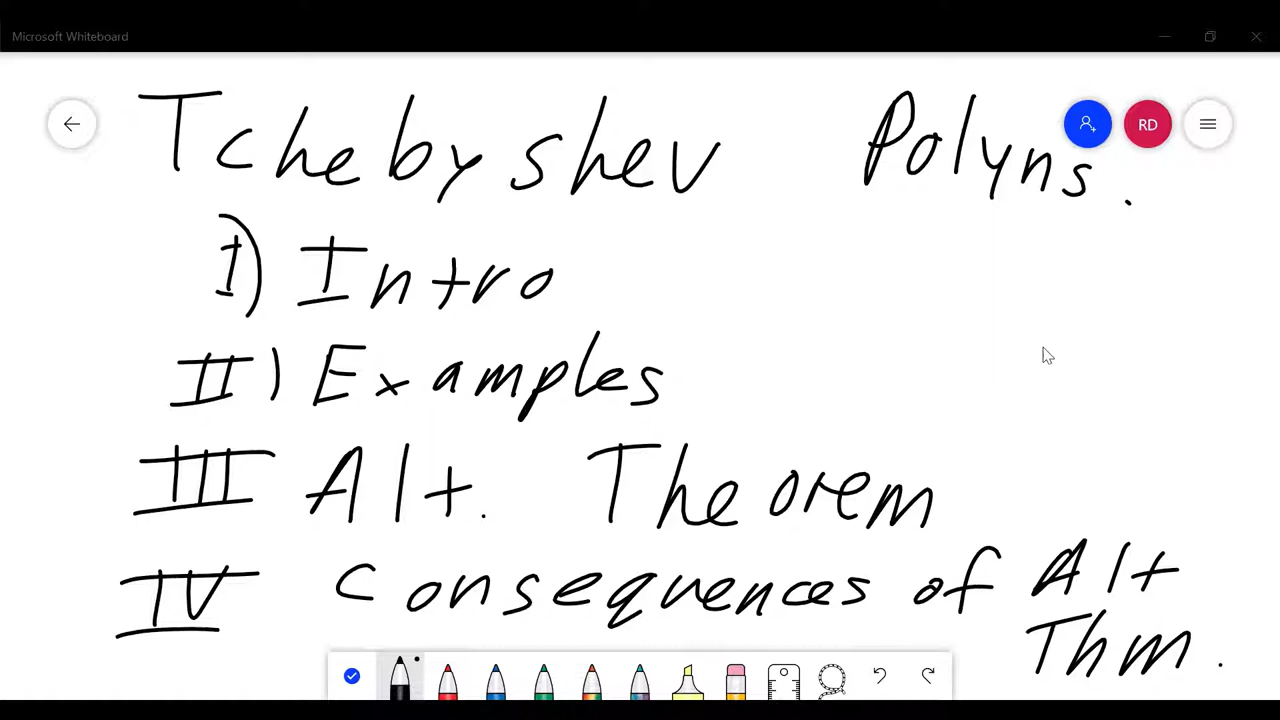 Microsoft Whiteboard
Tchebyshev Polyns.
RD
I) Intro
II) Examples
III Alt. Theorem
IV Consequences of Alt
Thm.